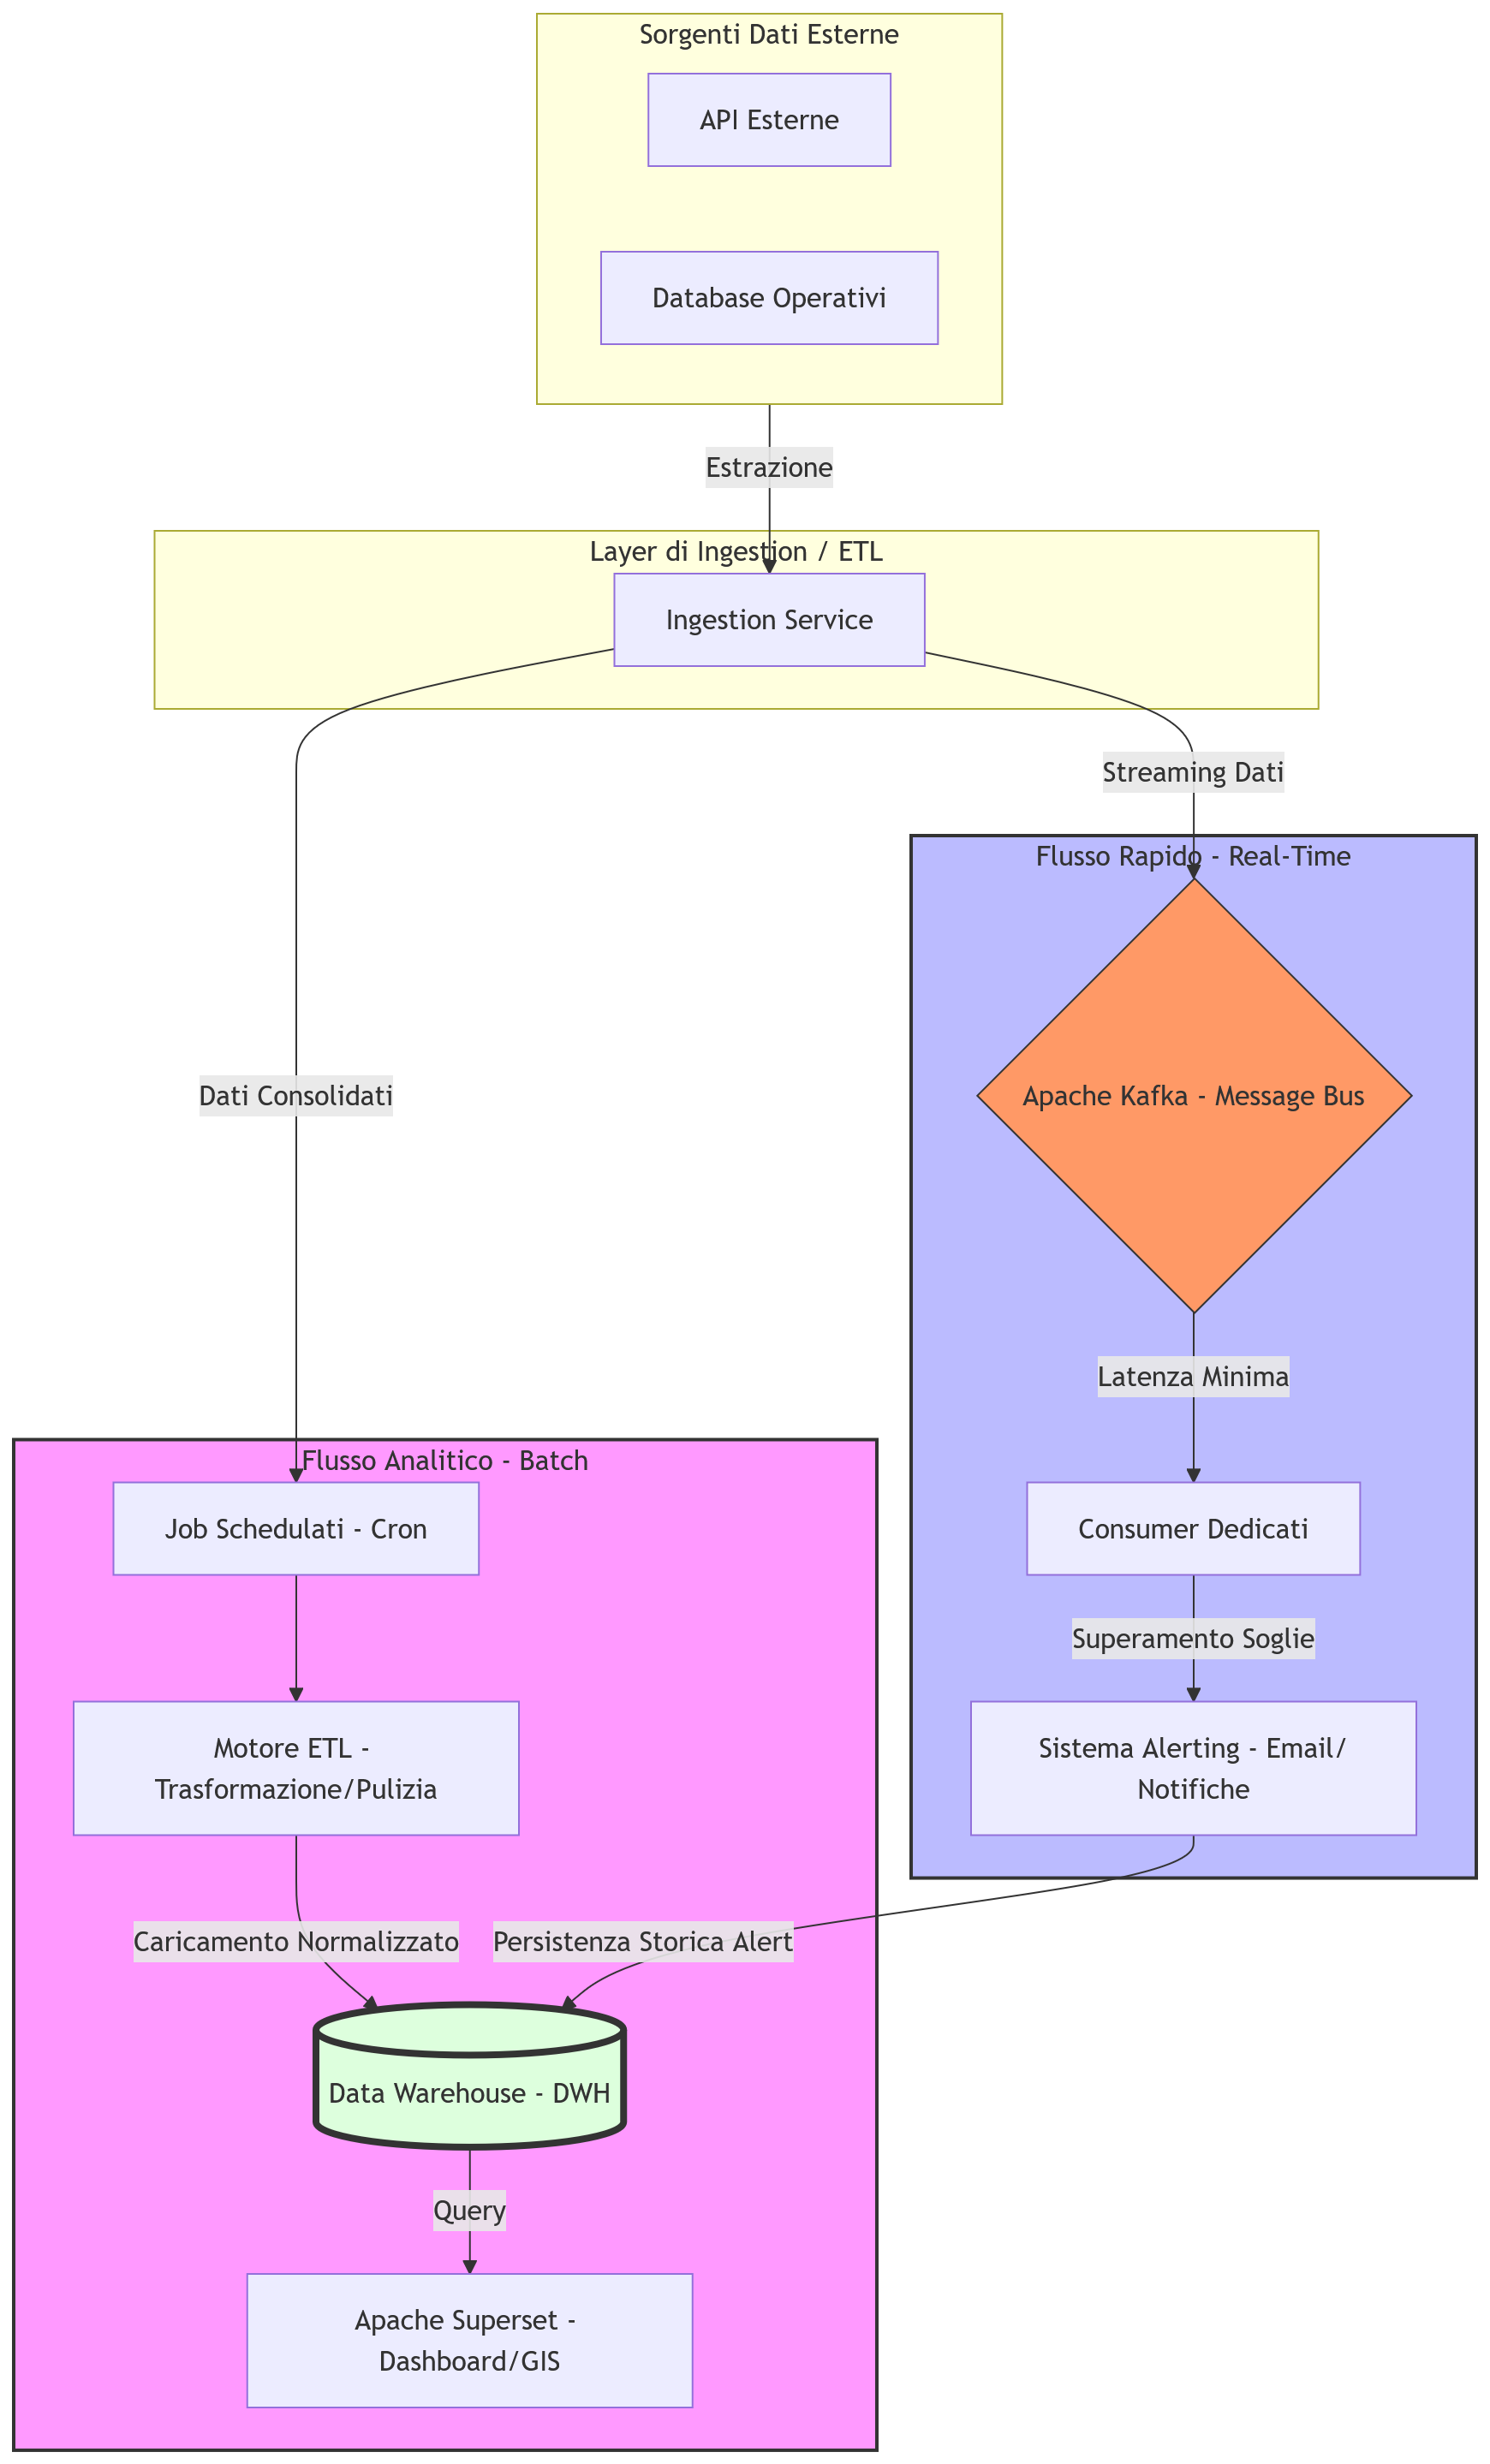 Sorgenti Dati Esterne
API Esterne
Database Operativi
Estrazione
Layer di Ingestion / ETL
Ingestion Service
Streaming Dati
Flusso Rapido - Real-Time
Dati Consolidati
Apache Kafka - Message Bus
Latenza Minima
Flusso Analitico - Batch
Job Schedulati - Cron
Consumer Dedicati
Superamento Soglie
Motore ETL -
Trasformazione/Pulizia
Sistema Alerting - Email/
Notifiche
Caricamento Normalizzato
Persistenza Storica Alert
Data Warehouse - DWH
Query
Apache Superset -
Dashboard/GIS